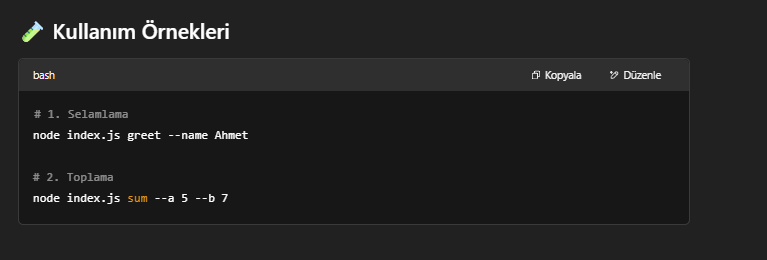 Kullanım Örnekleri
bash
Kopyala
Düzenle
# 1. Selamlama
node index.js greet --name Ahmet
# 2. Toplama
node index.js sum --a 5 --b 7